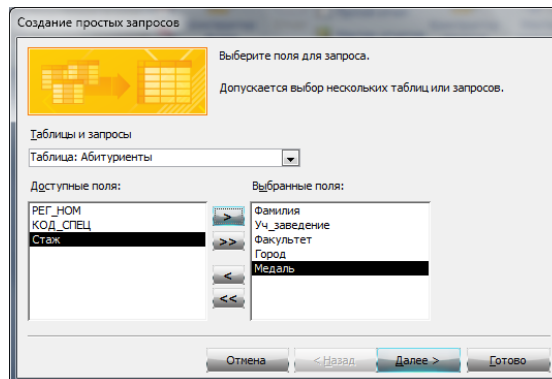 Создание простых запросов
Выберите поля для запроса.
Допускается выбор нескольких таблиц или запросов.
Таблицы и запросы
Таблица: Абитуриенты
Доступные поля:
Выбранные поля:
РЕГ_НОМ
КОД_СПЕЦ
Стаж
>
>>
<
<<
Фамилия
Уч_заведение
Факультет
Город
Медаль
Отмена
< Назад
Далее >
Готово